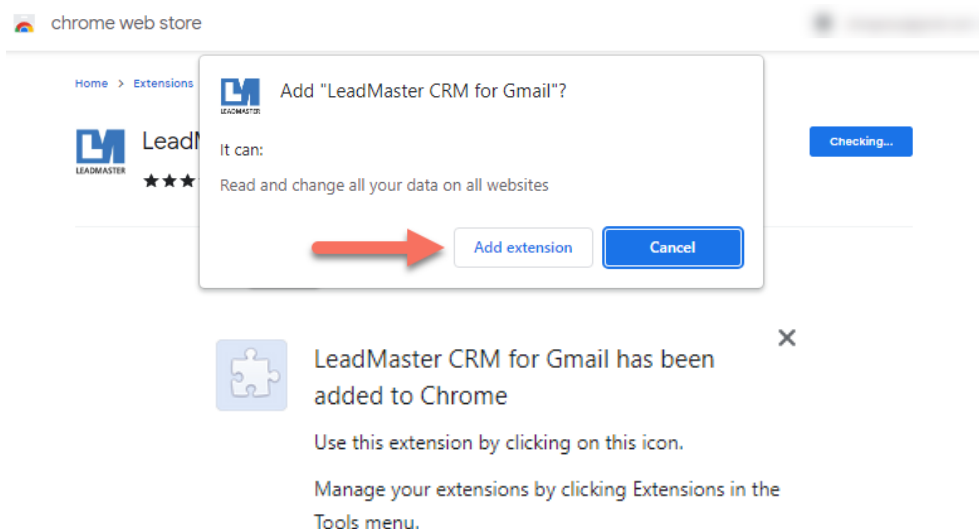 chrome web store
Home > Extensions
Add "LeadMaster CRM for Gmail"?
LEADMASTER
It can:
Read and change all your data on all websites
LEADMASTER
Checking...
Add extension
Cancel
LeadMaster CRM for Gmail has been
added to Chrome
Use this extension by clicking on this icon.
Manage your extensions by clicking Extensions in the
Tools menu.